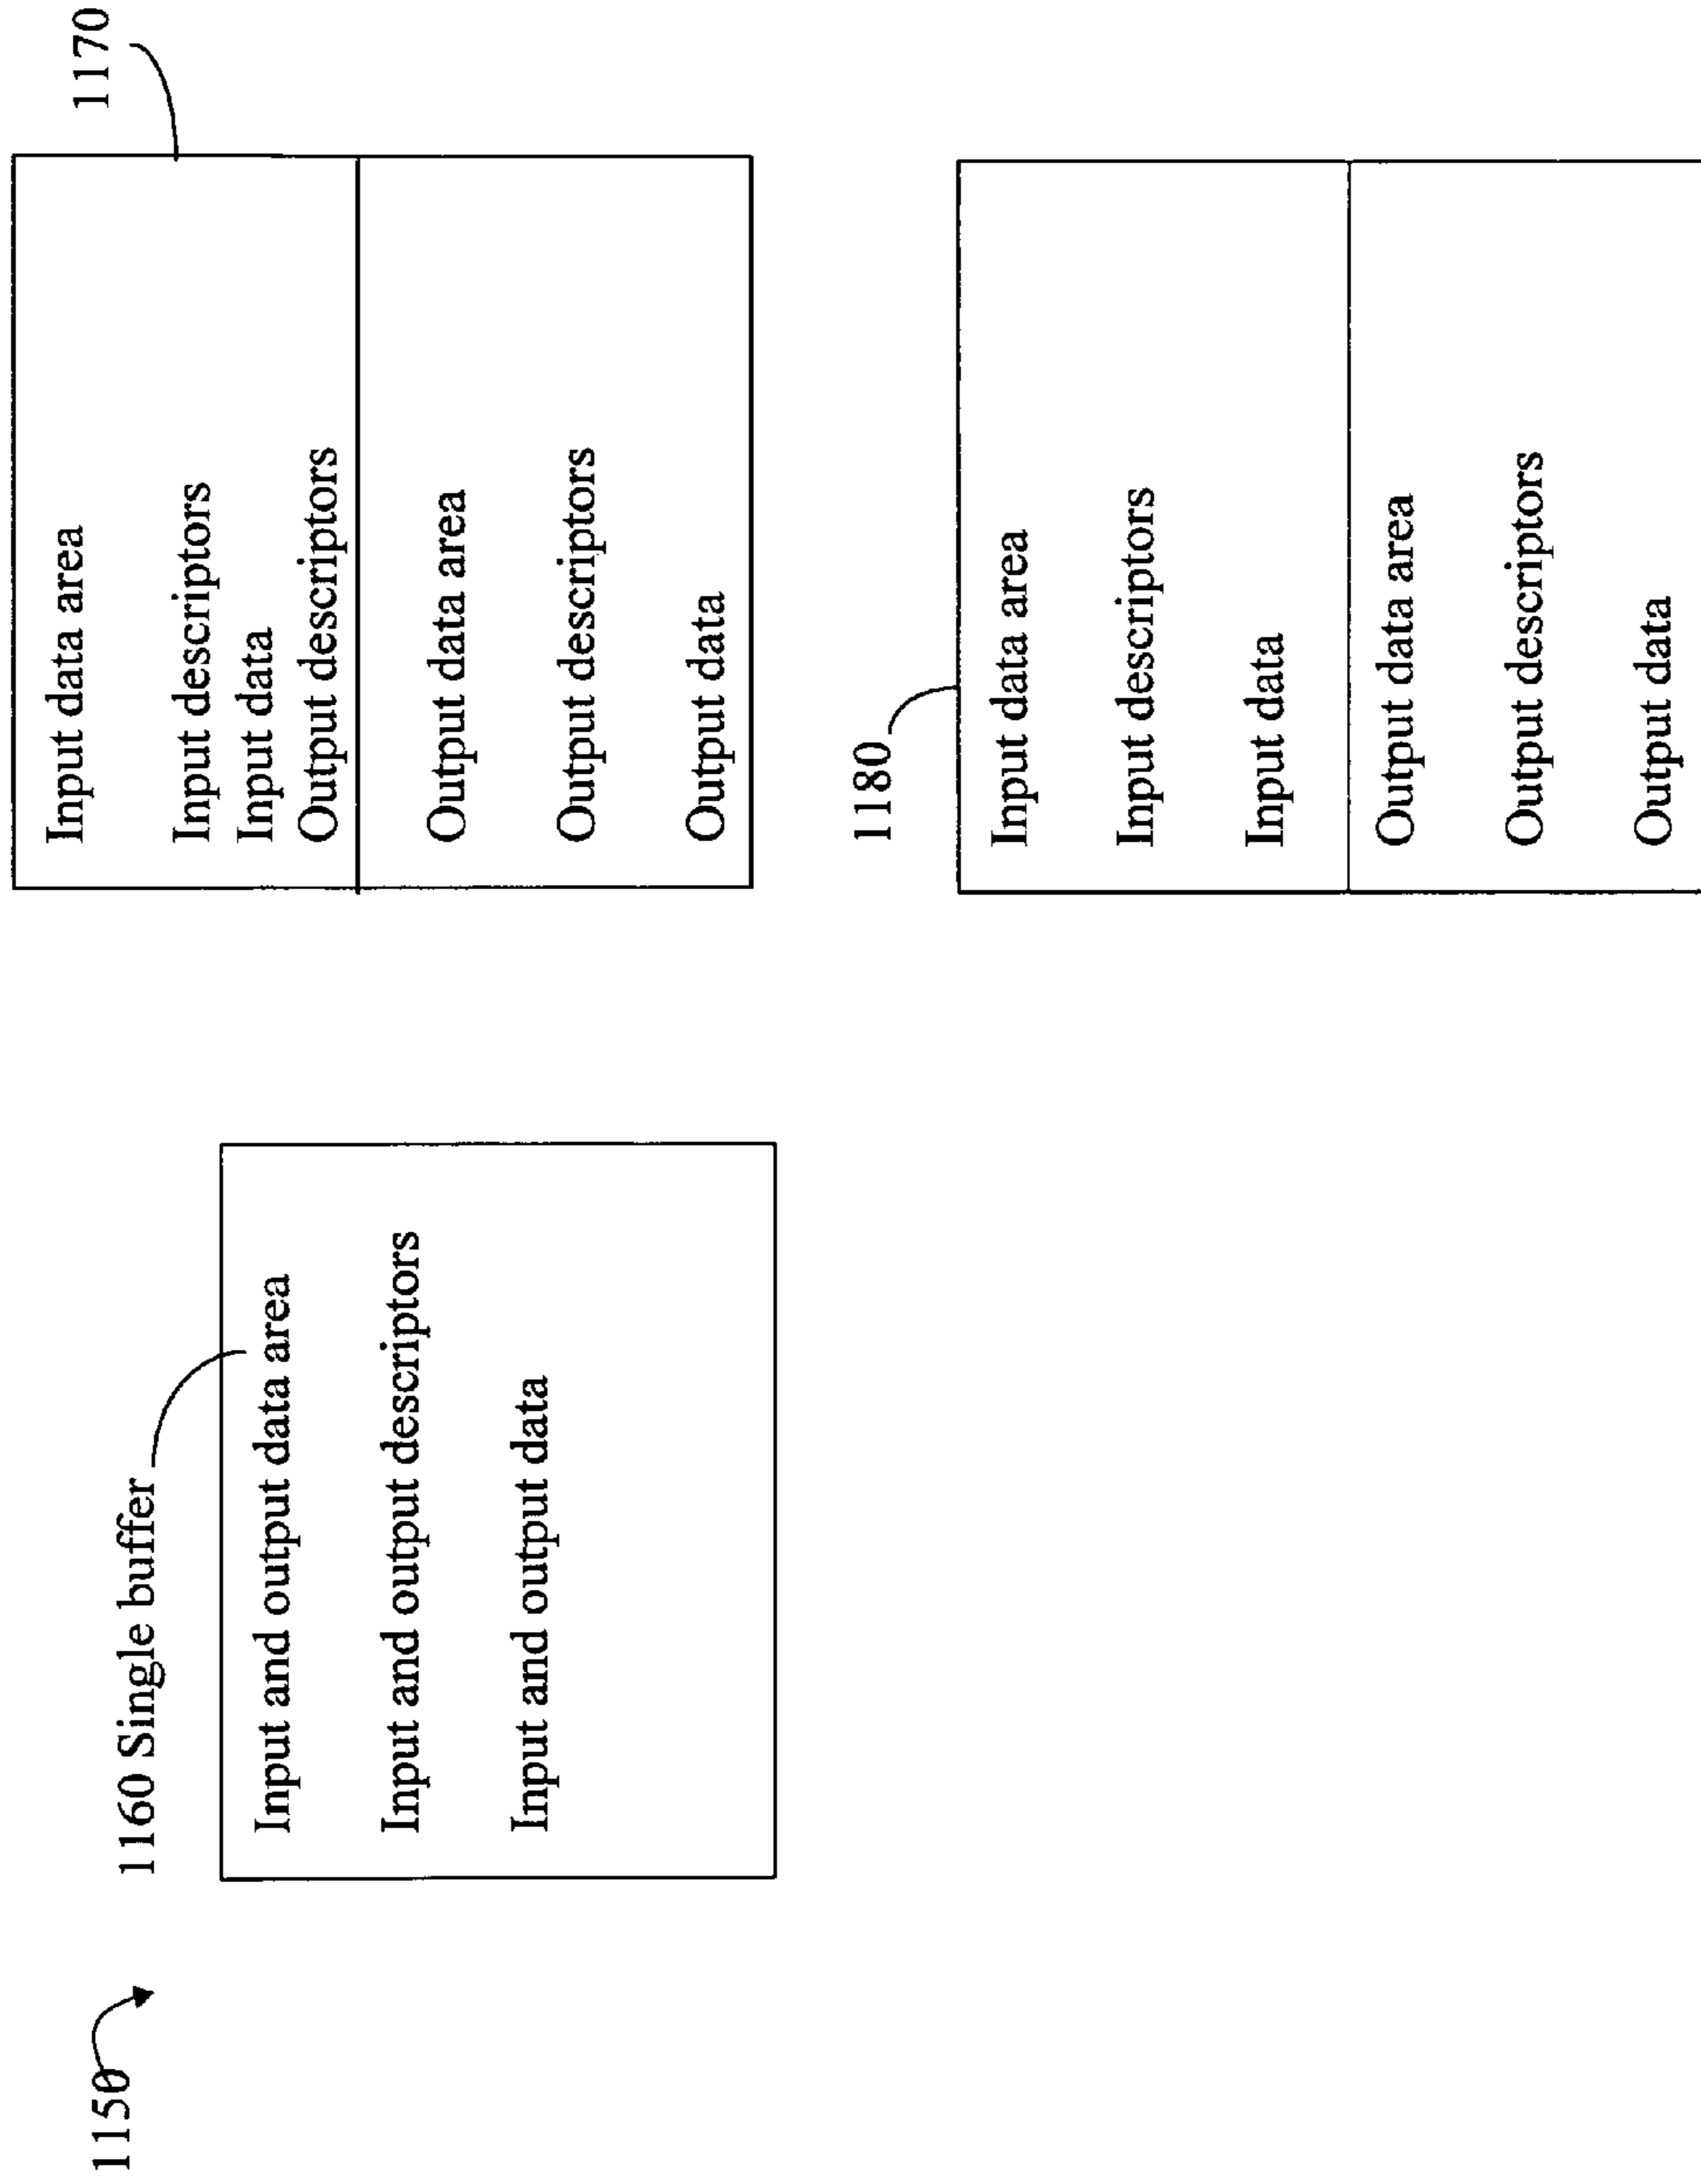 1150
1160 Single buffer
Input and output data area
Input and output descriptors
Input and output data
1170
Input data area
Input descriptors
Input data
Output descriptors
Output data area
Output descriptors
Output data
1180
Input data area
Input descriptors
Input data
Output data area
Output descriptors
Output data